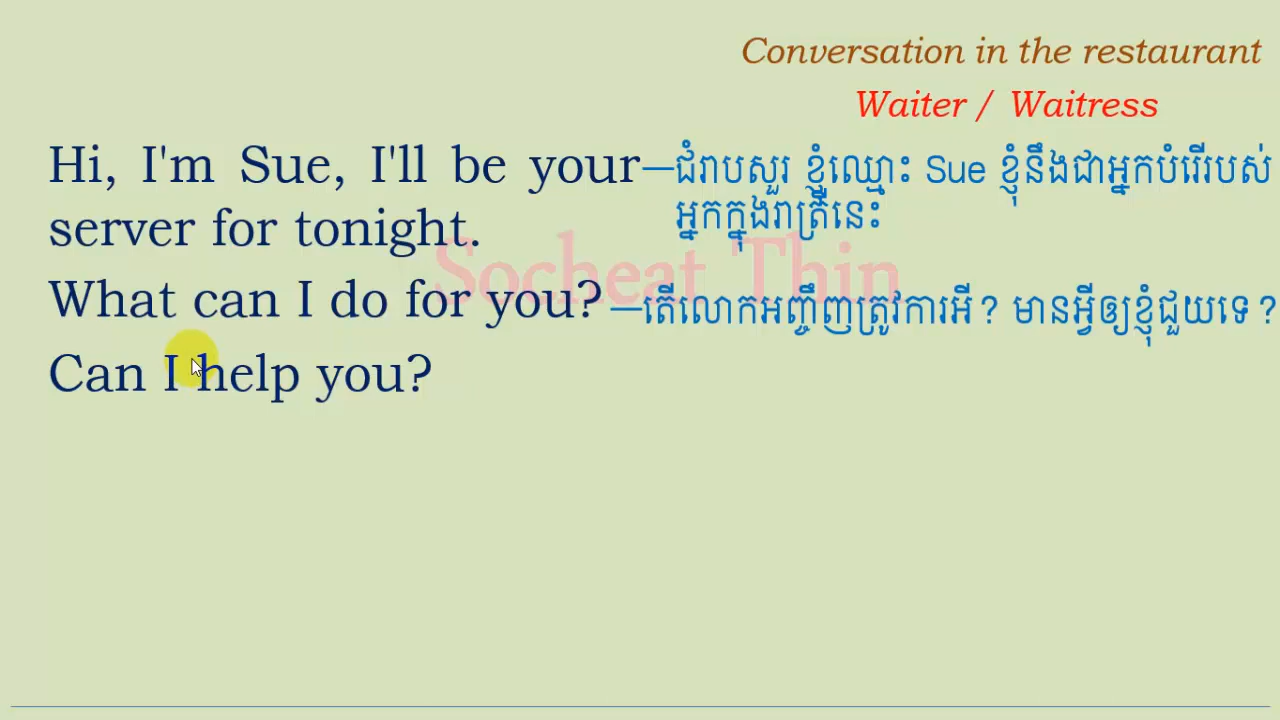 Conversation in the restaurant
Waiter / Waitress
Hi, I'm Sue, I'll be your –ជំរាបសួរ ខ្ញុំឈ្មោះ Sue ខ្ញុំនឹងជាអ្នកបំរើរបស់
server for tonight. អ្នកក្នុងរាត្រីនេះ
Socheat Thin
What can I do for you? –តើលោកអញ្ចឹញត្រូវការអី? មានអ្វីឲ្យខ្ញុំជួយទេ?
Can I help you?